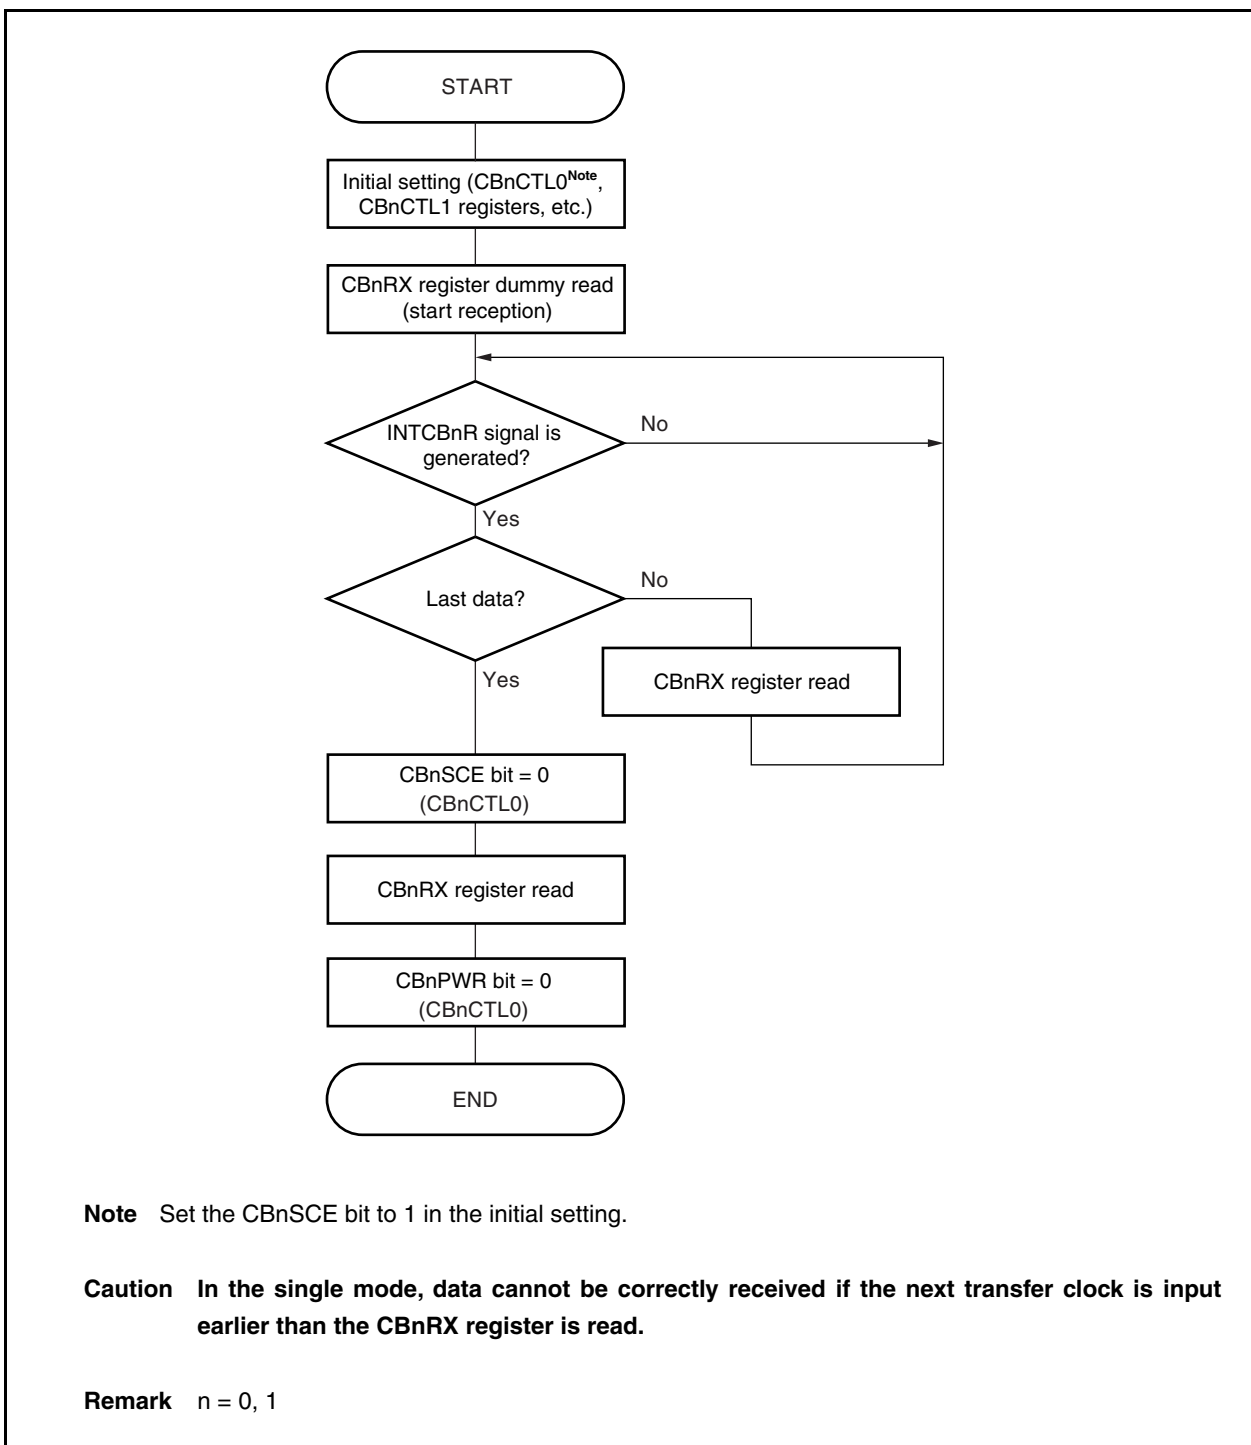 START
Initial setting (CBnCTL0Note,
CBnCTL1 registers, etc.)
CBnRX register dummy read
(start reception)
INTCBnR signal is
generated?
No
Yes
Last data?
No
CBnRX register read
Yes
CBnSCE bit = 0
(CBnCTL0)
CBnRX register read
CBnPWR bit = 0
(CBnCTL0)
END
Note Set the CBnSCE bit to 1 in the initial setting.
Caution In the single mode, data cannot be correctly received if the next transfer clock is input
earlier than the CBnRX register is read.
Remark n = 0, 1